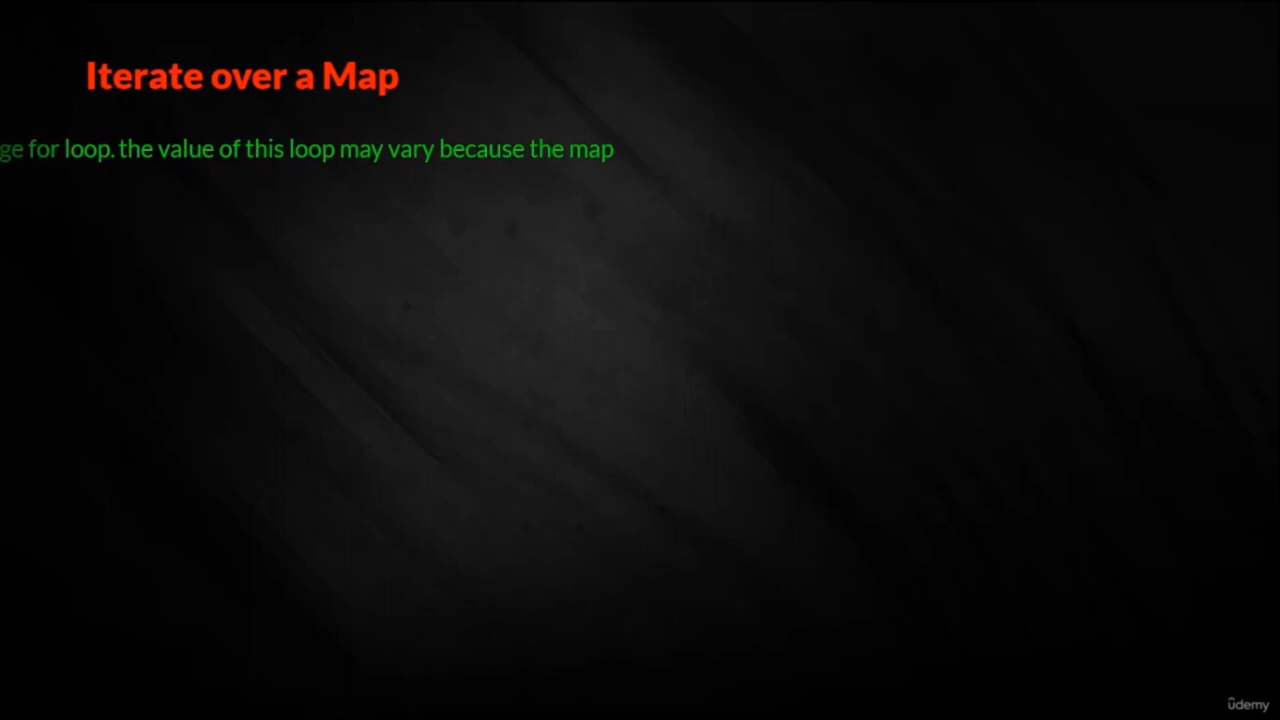 Iterate over a Map
ge for loop. the value of this loop may vary because the map
ûdemy